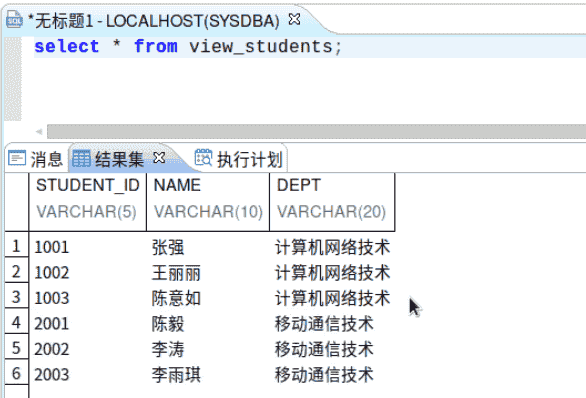 *无标题1 - LOCALHOST(SYSDBA)
select * from view_students;
消息 结果集 执行计划
STUDENT_ID NAME DEPT
VARCHAR(5) VARCHAR(10) VARCHAR(20)
1 1001 张强 计算机网络技术
2 1002 王丽丽 计算机网络技术
3 1003 陈意如 计算机网络技术
4 2001 陈毅 移动通信技术
5 2002 李涛 移动通信技术
6 2003 李雨琪 移动通信技术